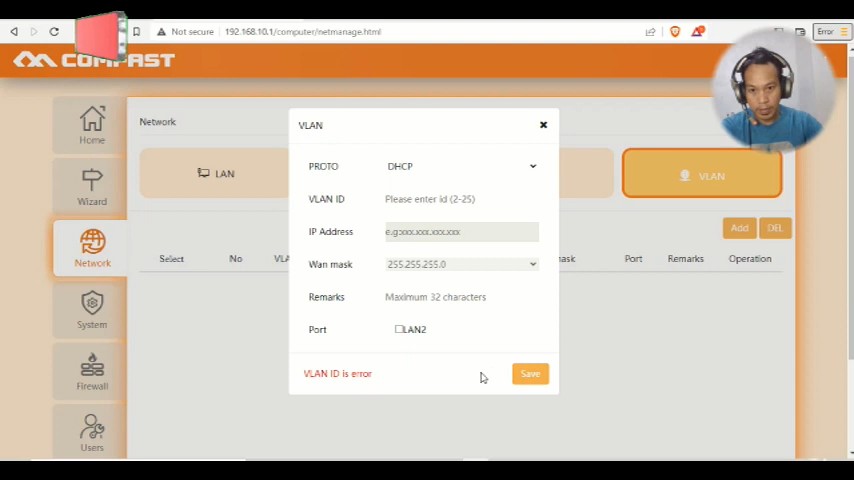 Not secure 192.168.10.1/computer/netmanage.html Error
COMFAST
Home
Wizard
Network
System
Firewall
Users
Network
LAN
VLAN
Add DEL
Select No Port Remarks Operation
VLAN
PROTO DHCP
VLAN ID Please enter id (2-25)
IP Address e.g:xxx.xxx.xxx.xxx
Wan mask 255.255.255.0
Remarks Maximum 32 characters
Port LAN2
VLAN ID is error Save